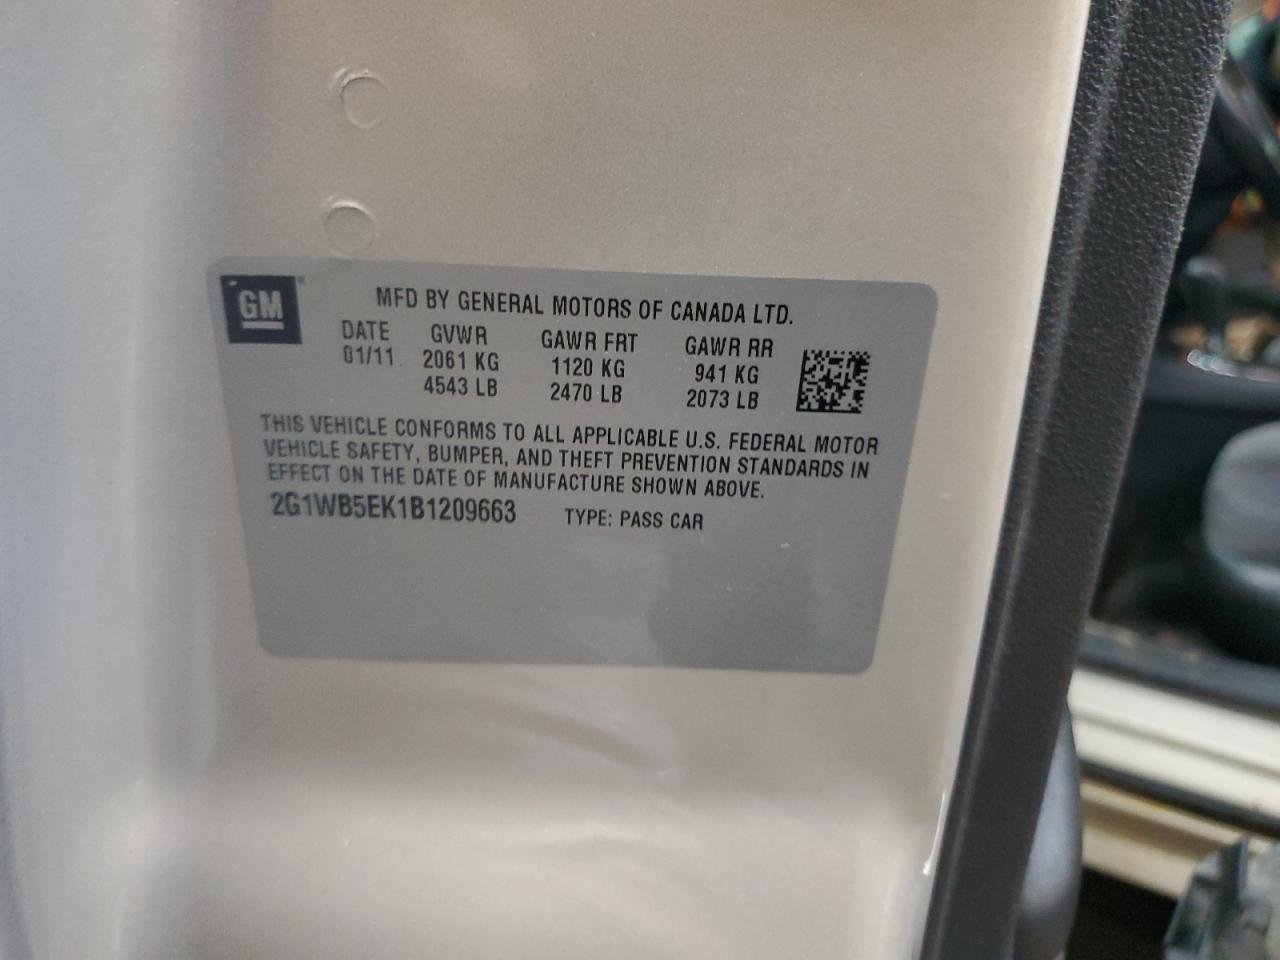 GM
MFD BY GENERAL MOTORS OF CANADA LTD.
DATE GVWR GAWR FRT GAWR RR
01/11 2061 KG 1120 KG 941 KG
4543 LB 2470 LB 2073 LB
THIS VEHICLE CONFORMS TO ALL APPLICABLE U.S. FEDERAL MOTOR
VEHICLE SAFETY, BUMPER, AND THEFT PREVENTION STANDARDS IN
EFFECT ON THE DATE OF MANUFACTURE SHOWN ABOVE.
2G1WB5EK1B1209663 TYPE: PASS CAR